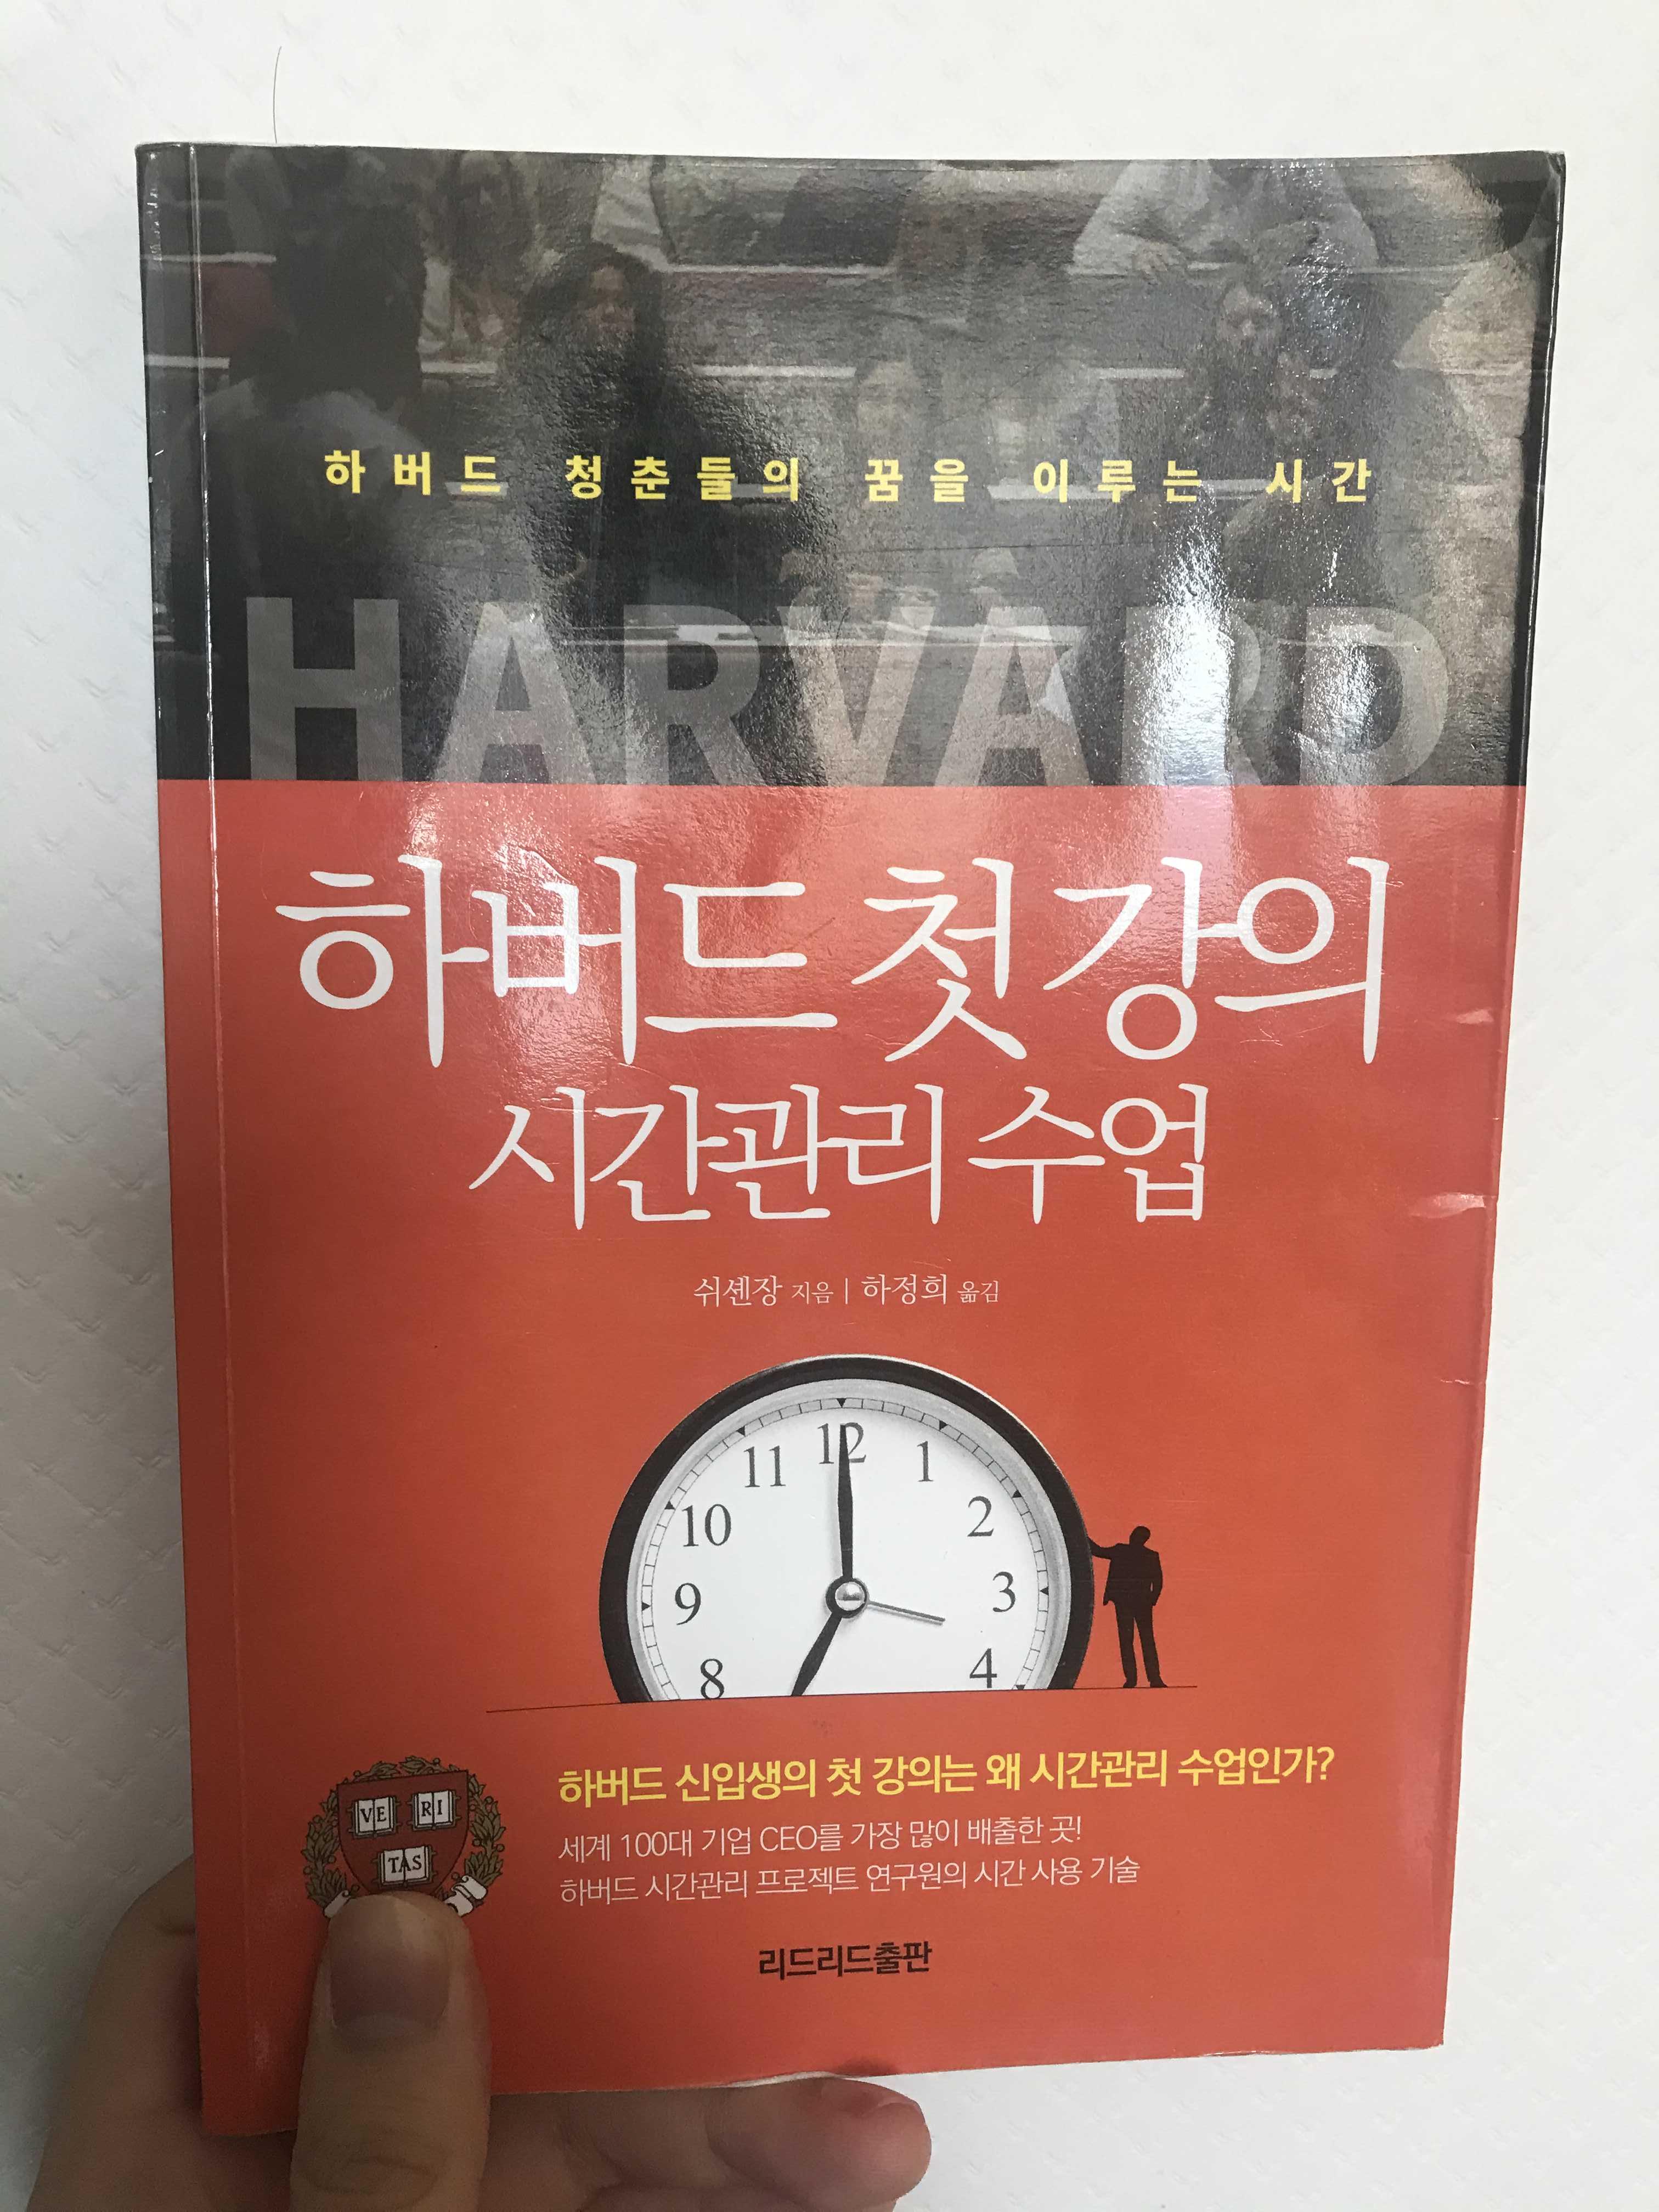 하버드 청춘들의 꿈을 이루는 시간
HARVARD
하버드 첫 강의
시간관리 수업
쉬셴장 지음 | 하정희 옮김
12
11 1
10 2
9 3
8 4
하버드 신입생의 첫 강의는 왜 시간관리 수업인가?
VE RI
TAS
세계 100대 기업 CEO를 가장 많이 배출한 곳!
하버드 시간관리 프로젝트 연구원의 시간 사용 기술
리드리드출판